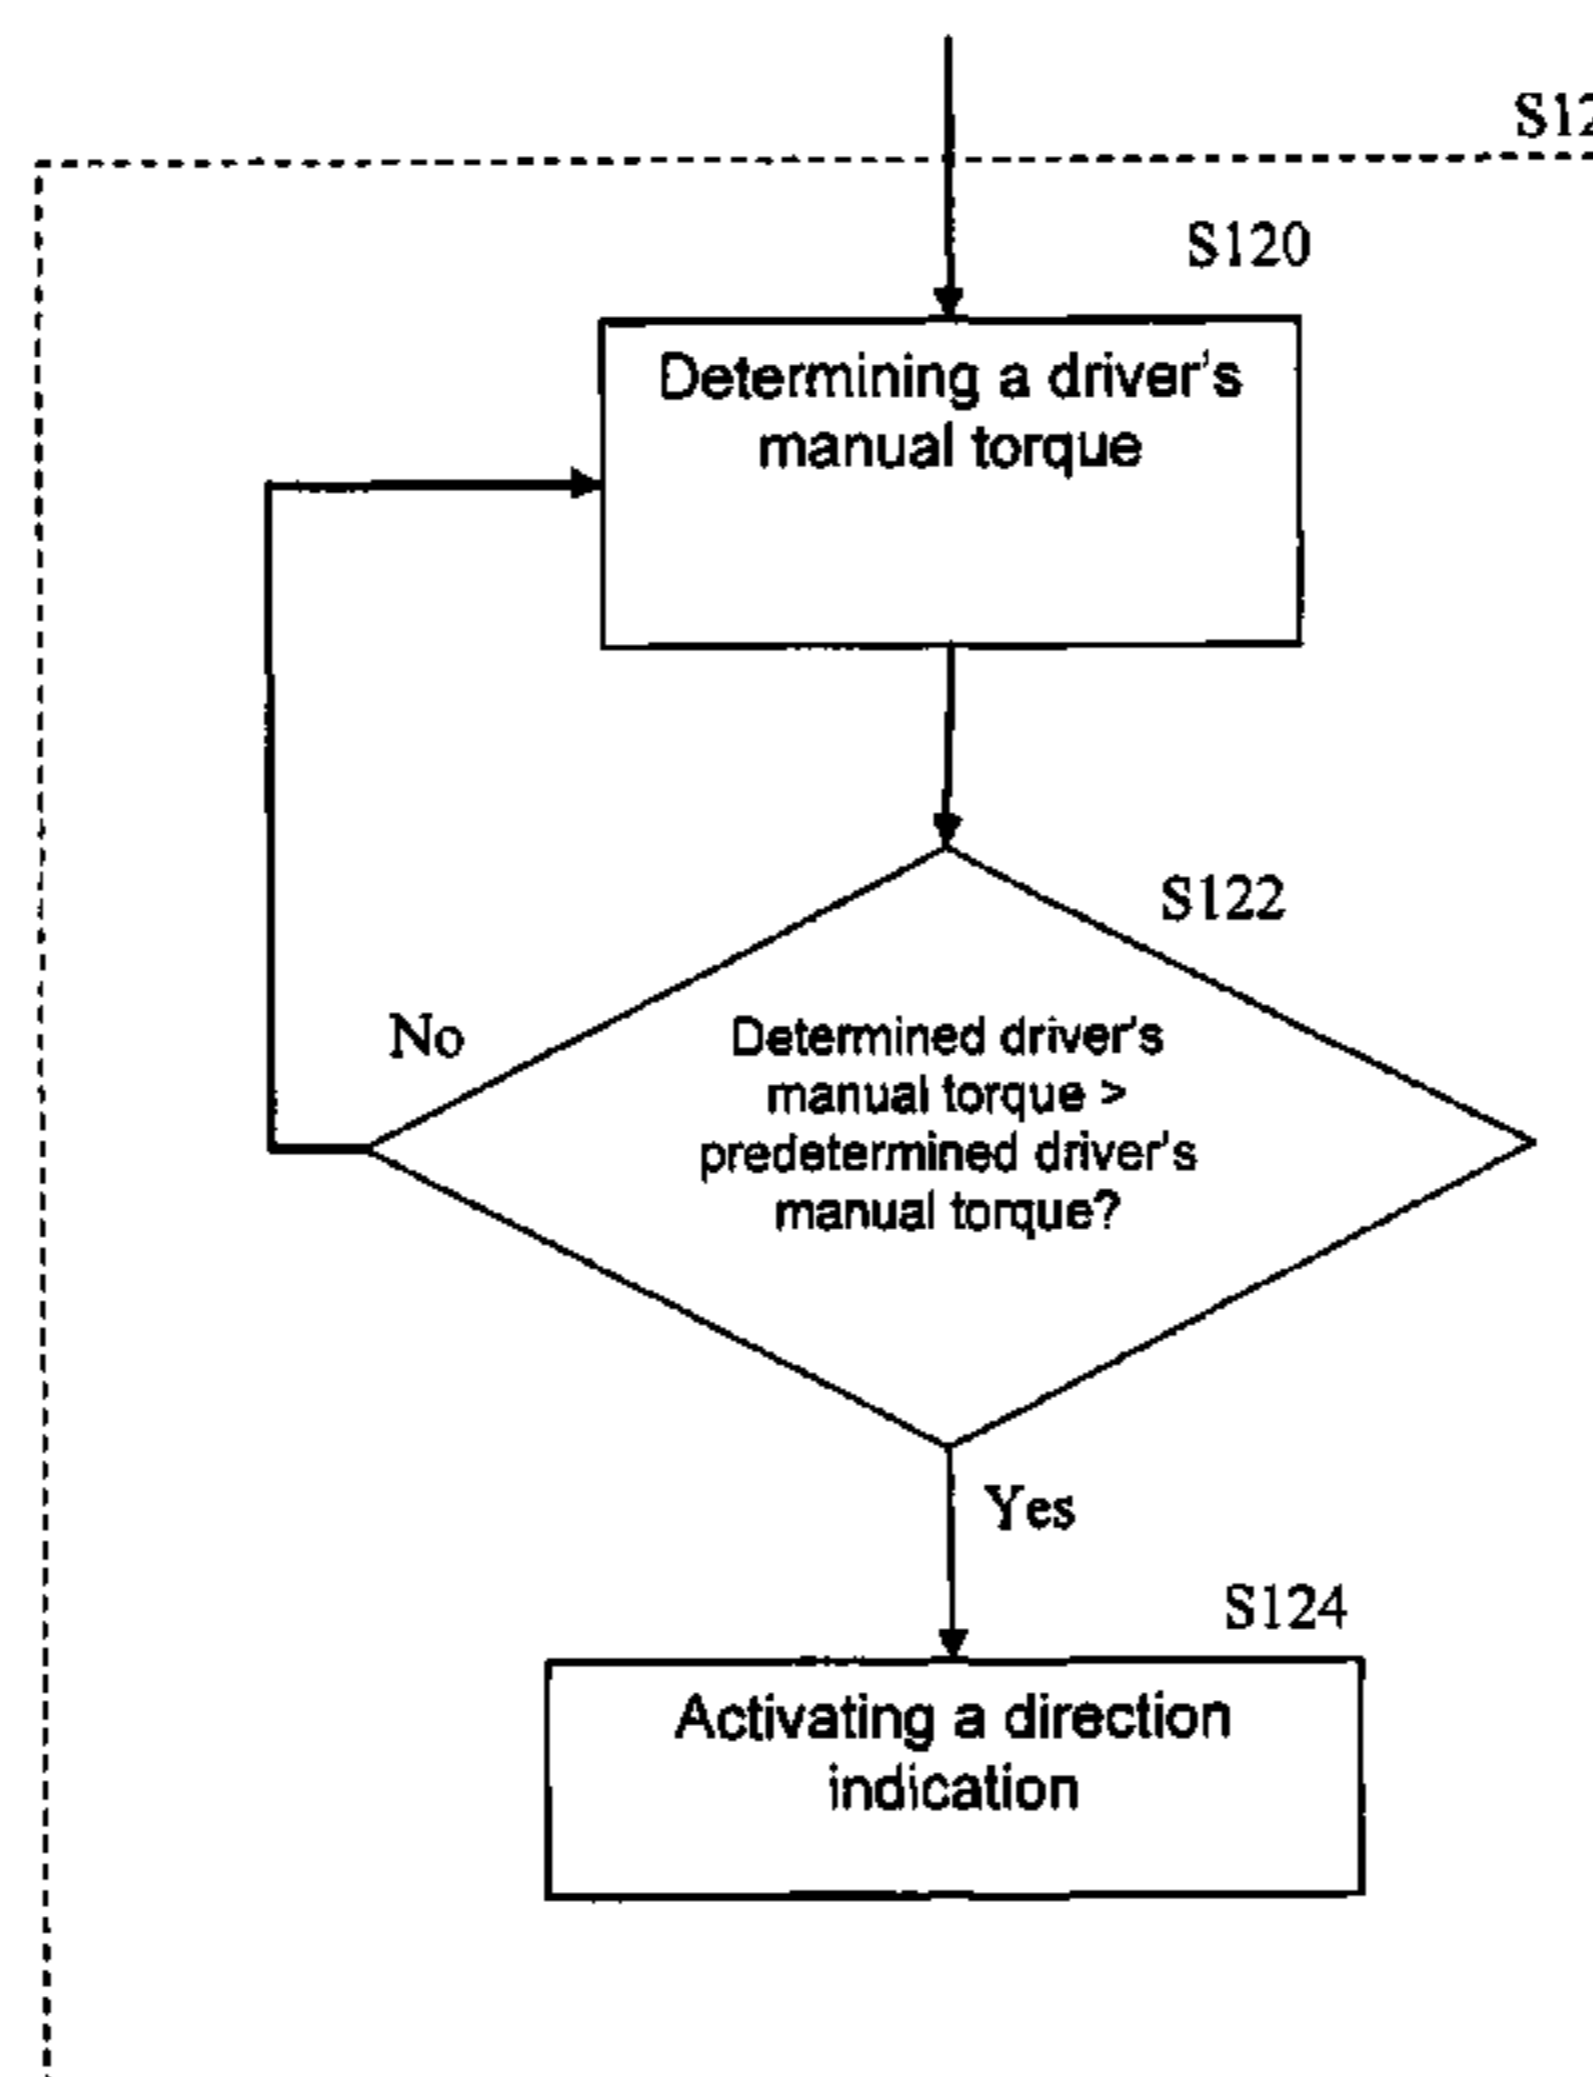 S12
S120
Determining a driver's
manual torque
S122
No
Determined driver's
manual torque >
predetermined driver's
manual torque?
Yes
S124
Activating a direction
indication